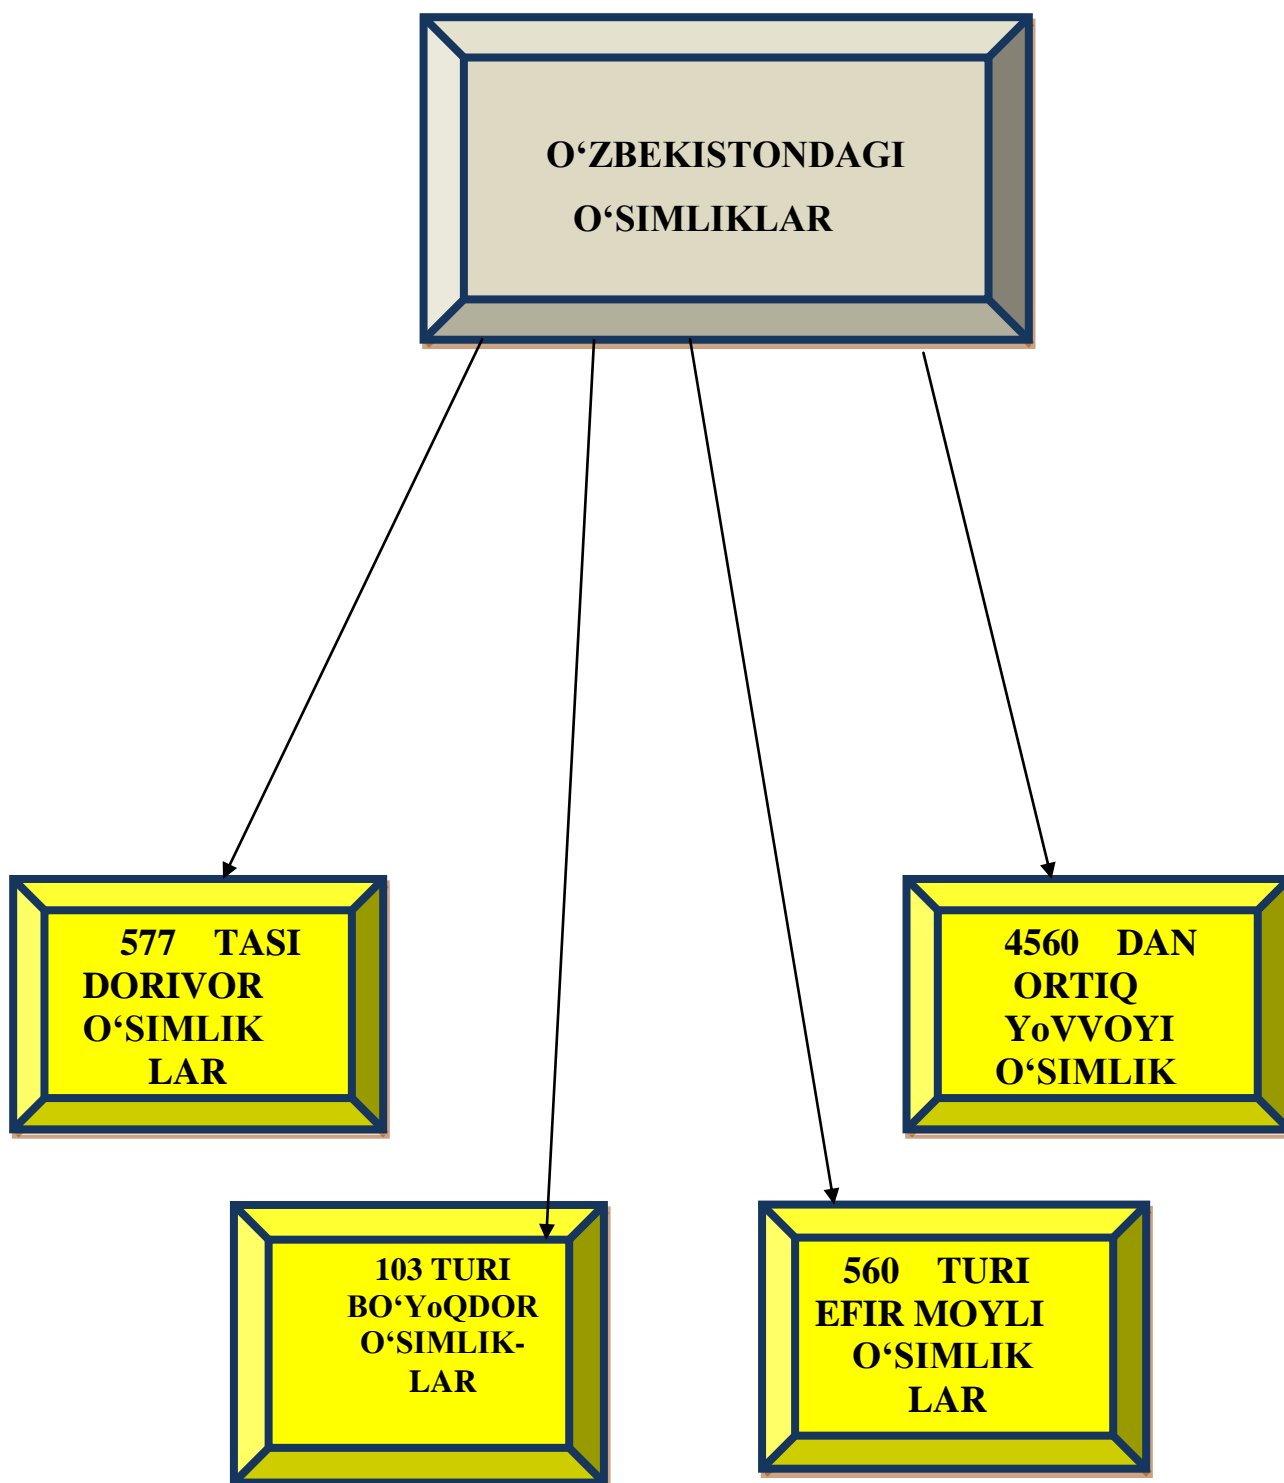 O‘ZBEKISTONDAGI
O‘SIMLIKLAR
577 TASI
DORIVOR
O‘SIMLIK
LAR
4560 DAN
ORTIQ
YoVVOYI
O‘SIMLIK
103 TURI
BO‘YoQDOR
O‘SIMLIK-
LAR
560 TURI
EFIR MOYLI
O‘SIMLIK
LAR